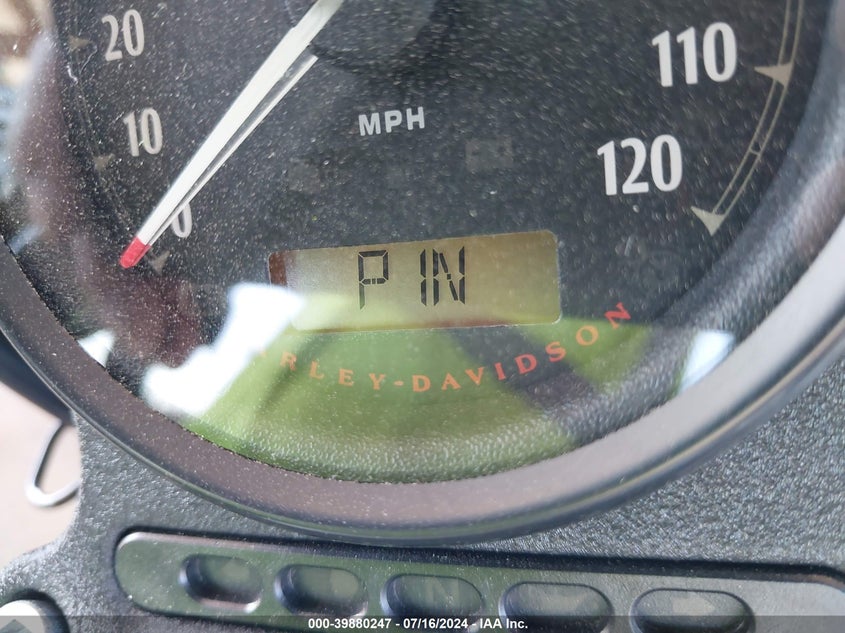 20
110
10
MPH
120
0
PIN
HARLEY-DAVIDSON
000-39880247 - 07/16/2024 - IAA Inc.